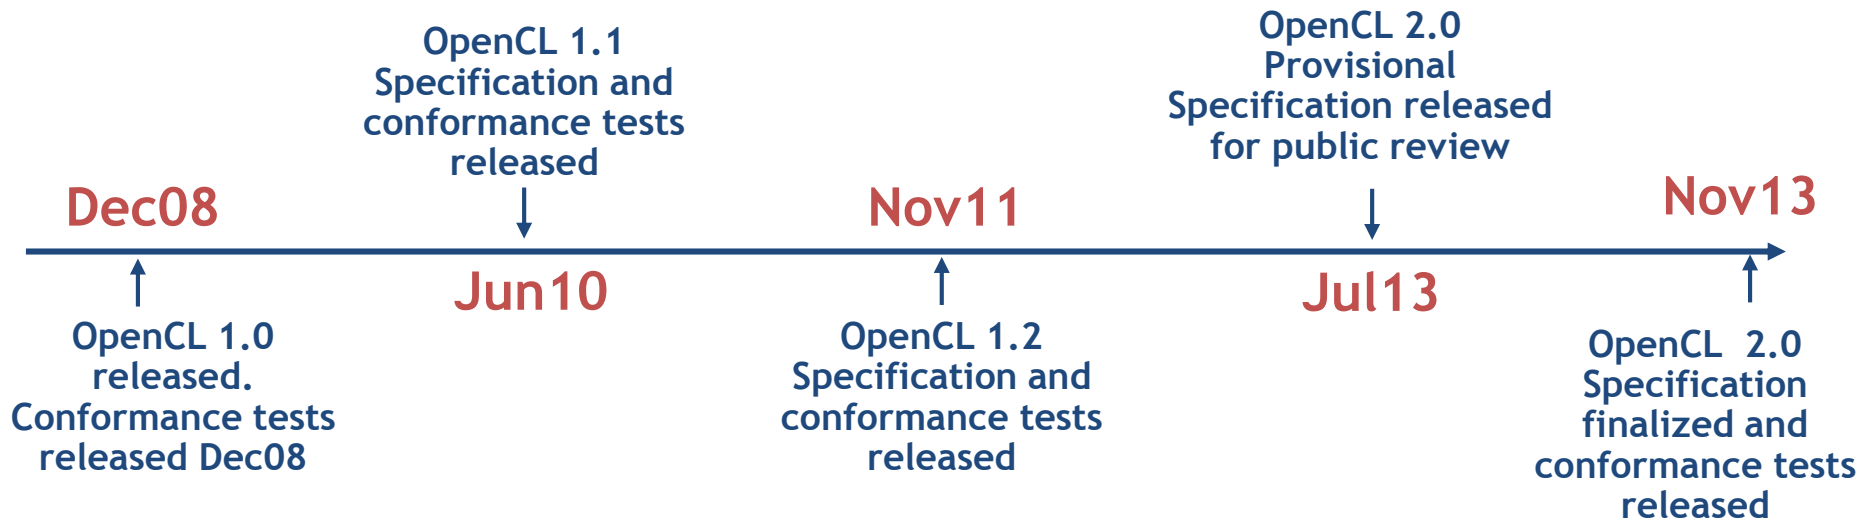 Dec08
OpenCL 1.0
released.
Conformance tests
released Dec08
OpenCL 1.1
Specification and
conformance tests
released
Jun10
Nov11
OpenCL 1.2
Specification and
conformance tests
released
OpenCL 2.0
Provisional
Specification released
for public review
Jul13
Nov13
OpenCL  2.0
Specification
finalized and
conformance tests
released